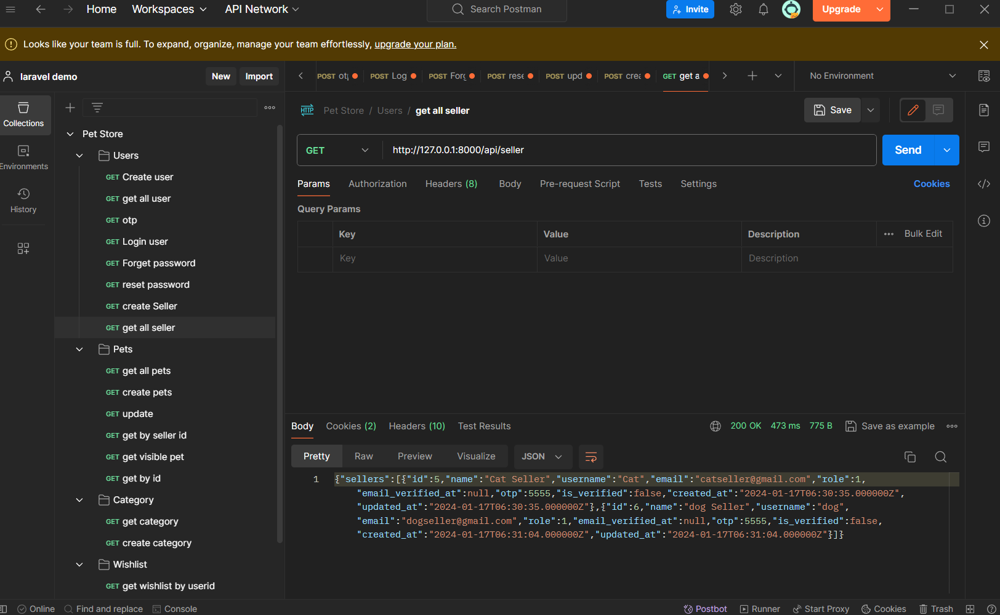 Home
Workspaces
API Network
Search Postman
Invite
Upgrade
Looks like your team is full. To expand, organize, manage your team effortlessly, upgrade your plan.
laravel demo
New
Import
POST otp
POST Log
POST Forg
POST rese
POST upd
POST crea
GET get a
No Environment
Collections
Environments
History
Pet Store
Users
GET Create user
GET get all user
GET otp
GET Login user
GET Forget password
GET reset password
GET create Seller
GET get all seller
Pets
GET get all pets
GET create pets
GET update
GET get by seller id
GET get visible pet
GET get by id
Category
GET get category
GET create category
Wishlist
GET get wishlist by userid
HTTP Pet Store / Users / get all seller
Save
GET http://127.0.0.1:8000/api/seller
Send
Params Authorization Headers (8) Body Pre-request Script Tests Settings Cookies
Query Params
Key Value Description ••• Bulk Edit
Key Value Description
Body Cookies (2) Headers (10) Test Results 200 OK 473 ms 775 B Save as example
Pretty Raw Preview Visualize JSON
1 {"sellers":[{"id":5,"name":"Cat Seller","username":"Cat","email":"catseller@gmail.com","role":1,
"email_verified_at":null,"otp":5555,"is_verified":false,"created_at":"2024-01-17T06:30:35.000000Z",
"updated_at":"2024-01-17T06:30:35.000000Z"},{"id":6,"name":"dog Seller","username":"dog",
"email":"dogseller@gmail.com","role":1,"email_verified_at":null,"otp":5555,"is_verified":false,
"created_at":"2024-01-17T06:31:04.000000Z","updated_at":"2024-01-17T06:31:04.000000Z"}]}
Online Find and replace Console Postbot Runner Start Proxy Cookies Trash